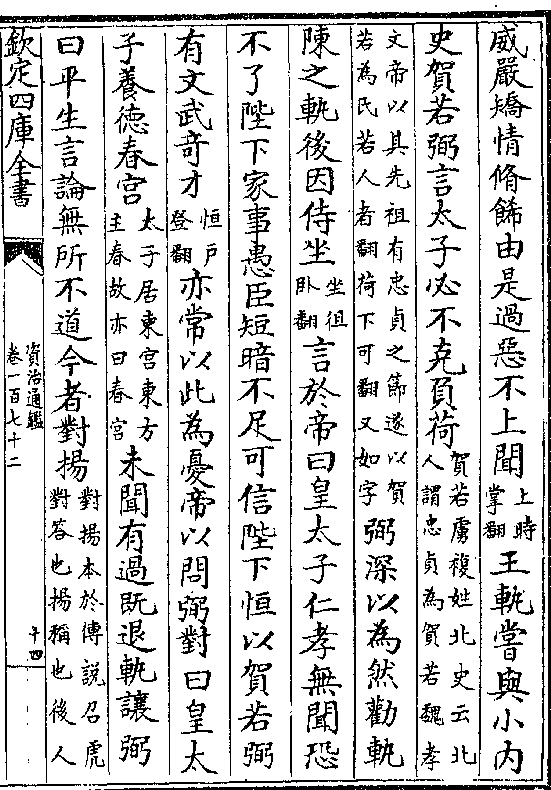 威嚴矯情脩飾由是過惡不上聞上時掌翻王軌嘗與小内
史賀若弼言太子必不克負荷賀若虜複姓北史云北人謂忠貞為賀若魏孝
文帝以其先祖有忠貞之節遂以賀若為氏若人者翻荷下可翻又如字弼深以為然勸軌
陳之軌後因侍坐坐徂卧翻言於帝曰皇太子仁孝無聞恐
不了陛下家事愚臣短暗不足可信陛下恒以賀若弼
有文武奇才恒户登翻亦常以此為憂帝以問弼對曰皇太
子養德春宫太子居東宫東方主春故亦曰春宫未聞有過既退軌讓弼
曰平生言論無所不道今者對揚對揚本於傳説召虎對答也揚稱也後人
欽定四庫全書
資治通鑑
卷一百七十二
十四